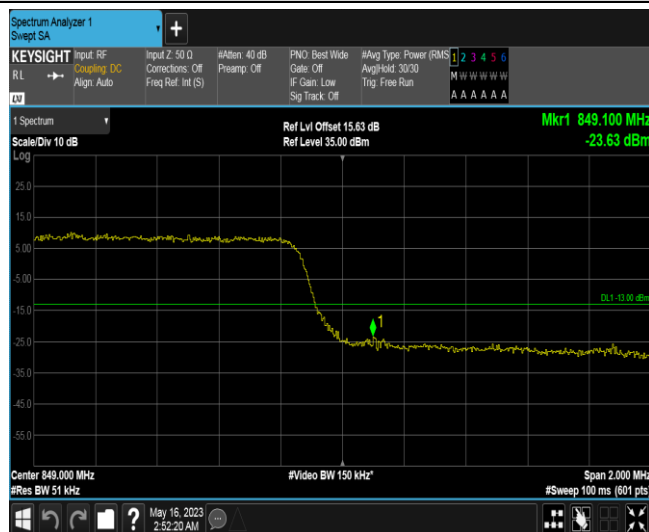 Spectrum Analyzer 1
Swept SA
+
KEYSIGHT
RL
LXI
Input: RF
Coupling: DC
Align: Auto
Input Z: 50 Ω
Corrections: Off
Freq Ref: Int (S)
#Atten: 40 dB
Preamp: Off
PNO: Best Wide
Gate: Off
IF Gain: Low
Sig Track: Off
#Avg Type: Power (RMS
Avg|Hold: 30/30
Trig: Free Run
1 2 3 4 5 6
M W W W W W
A A A A A A
1 Spectrum
Scale/Div 10 dB
Log
Ref Lvl Offset 15.63 dB
Ref Level 35.00 dBm
Mkr1 849.100 MHz
-23.63 dBm
25.0
15.0
5.00
-5.00
-15.0
-25.0
-35.0
-45.0
-55.0
DL1 -13.00 dBm
1
Center 849.000 MHz
#Res BW 51 kHz
#Video BW 150 kHz*
Span 2.000 MHz
#Sweep 100 ms (601 pts)
?
May 16, 2023
2:52:20 AM